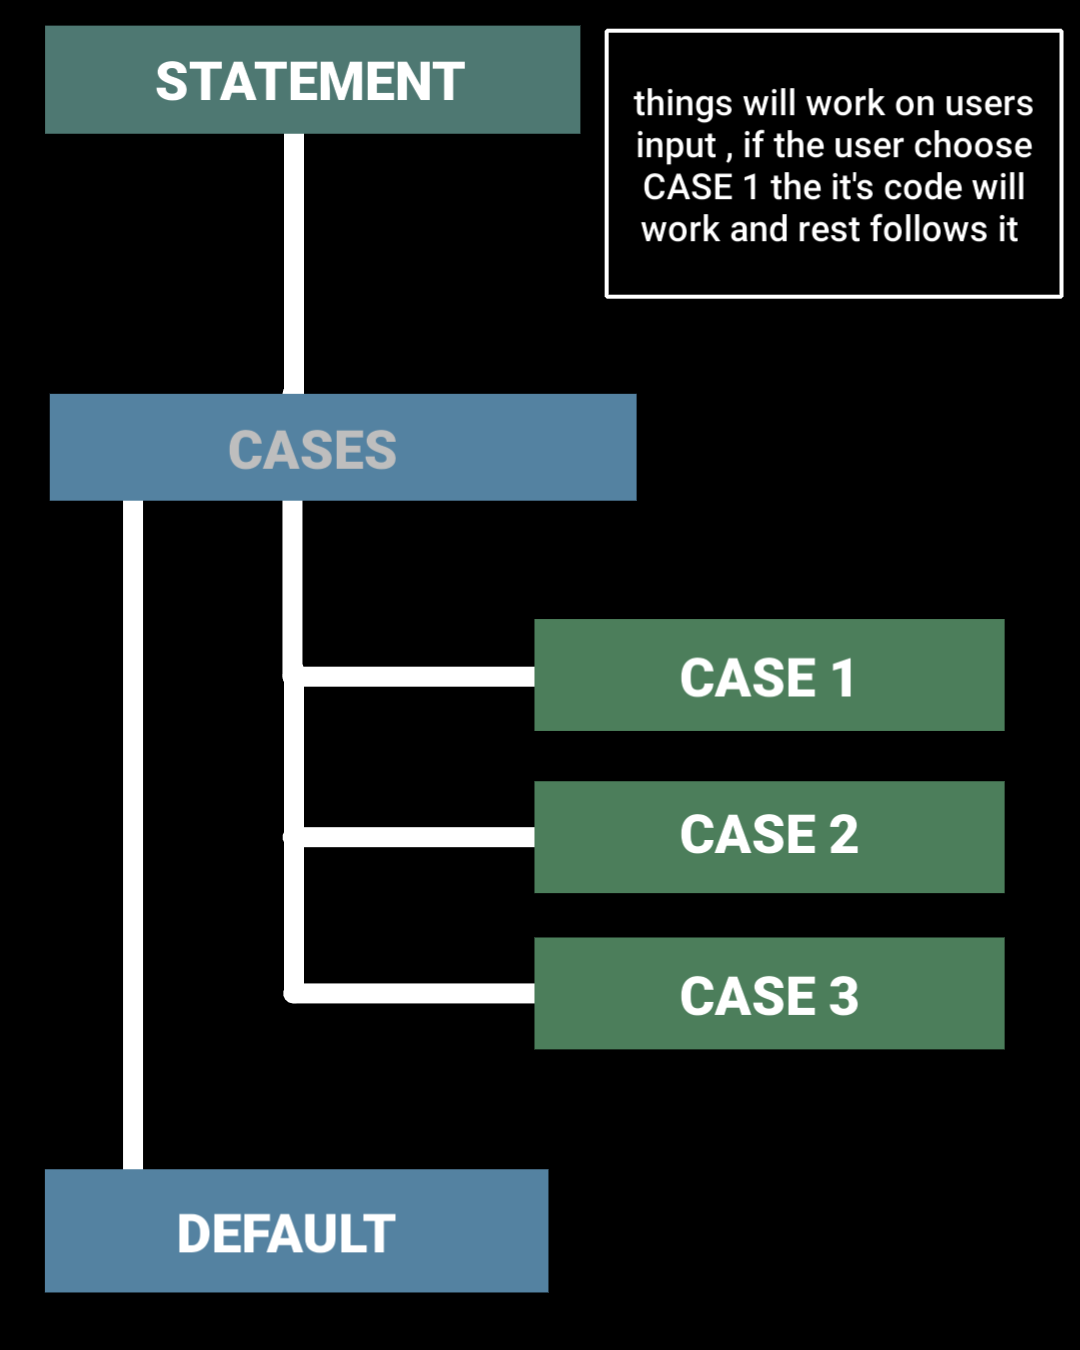 STATEMENT
things will work on users
input , if the user choose
CASE 1 the it's code will
work and rest follows it
CASES
CASE 1
CASE 2
CASE 3
DEFAULT